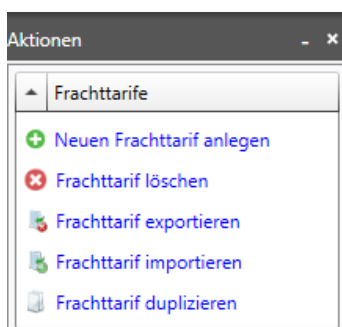 Aktionen
Frachttarife
Neuen Frachttarif anlegen
Frachttarif löschen
Frachttarif exportieren
Frachttarif importieren
Frachttarif duplizieren